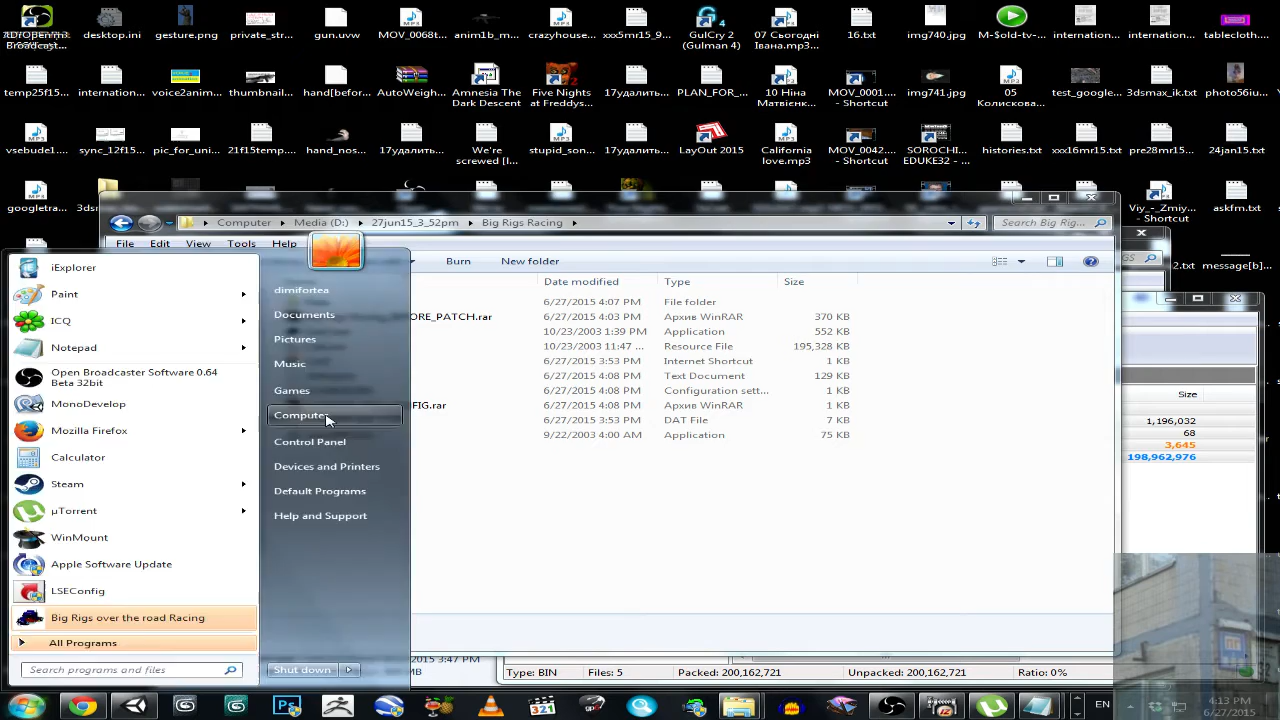 desktop.ini
gesture.png
private_str...
gun.uvw
MOV_0068t...
anim1b_m...
crazyhouse...
xxx5mr15_9...
GulCry 2
(Gulman 4)
07 Сьогодні
Івана.mp3...
16.txt
img740.jpg
M-$old-tv-...
internation...
internation...
tablecloth...
temp25f15...
internation...
voice2anim...
thumbnail...
hand[befor...
AutoWeigh...
Amnesia The
Dark Descent
Five Nights
at Freddys...
17удалить...
PLAN_FOR_...
10 Ніна
Матвієнк...
MOV_0001...
- Shortcut
img741.jpg
05
Колискова...
test_google...
3dsmax_ik.txt
photo56iu...
vsebude1....
sync_12f15...
pic_for_uni...
21f15temp...
hand_nos...
17удалить...
We're
screwed [l...
stupid_son...
17удалить...
LayOut 2015
California
love.mp3
MOV_0042...
- Shortcut
SOROCHI...
EDUKE32 -...
histories.txt
xxx16mr15.txt
pre28mr15.txt
24jan15.txt
googletra...
Viy_-_Zmiy...
- Shortcut
askfm.txt
message[b]...
Computer
Media (D:)
27jun15_3_52pm
Big Rigs Racing
Search Big Rig...
File Edit View Tools Help
Burn New folder
Date modified Type Size
6/27/2015 4:07 PM File folder
ORE_PATCH.rar 6/27/2015 4:03 PM Архив WinRAR 370 KB
10/23/2003 1:39 PM Application 552 KB
10/23/2003 11:47 ... Resource File 195,328 KB
6/27/2015 3:53 PM Internet Shortcut 1 KB
6/27/2015 4:08 PM Text Document 129 KB
6/27/2015 4:08 PM Configuration sett... 1 KB
FIG.rar 6/27/2015 4:08 PM Архив WinRAR 1 KB
6/27/2015 3:53 PM DAT File 7 KB
9/22/2003 4:00 AM Application 75 KB
Size
1,196,032
68
3,645
198,962,976
iExplorer
Paint
ICQ
Notepad
Open Broadcaster Software 0.64
Beta 32bit
MonoDevelop
Mozilla Firefox
Calculator
Steam
µTorrent
WinMount
Apple Software Update
LSEConfig
Big Rigs over the road Racing
All Programs
Search programs and files
dimifortea
Documents
Pictures
Music
Games
Computer
Control Panel
Devices and Printers
Default Programs
Help and Support
Shut down
2015 3:47 PM
Type: BIN Files: 5 Packed: 200,162,721 Unpacked: 200,162,721 Ratio: 0%
321
EN
4:13 PM
6/27/2015